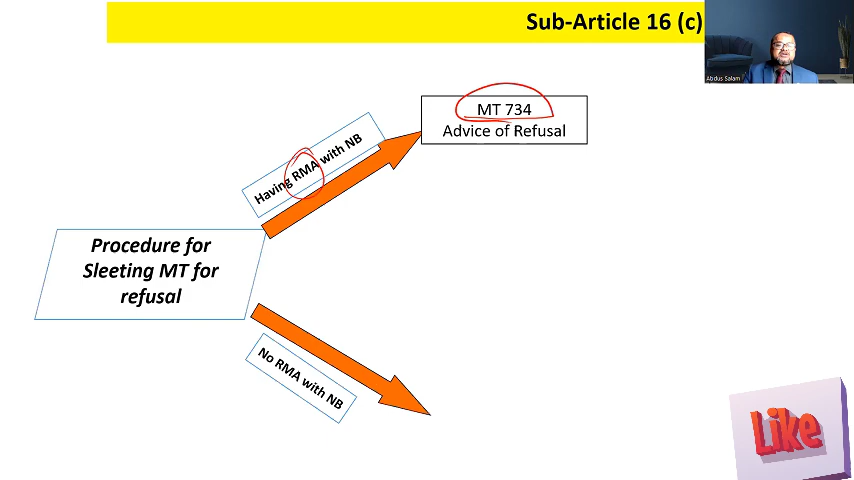 Sub-Article 16 (c)
Abdus Salam
MT 734
Advice of Refusal
Having RMA with NB
Procedure for
Sleeting MT for
refusal
No RMA with NB
Like